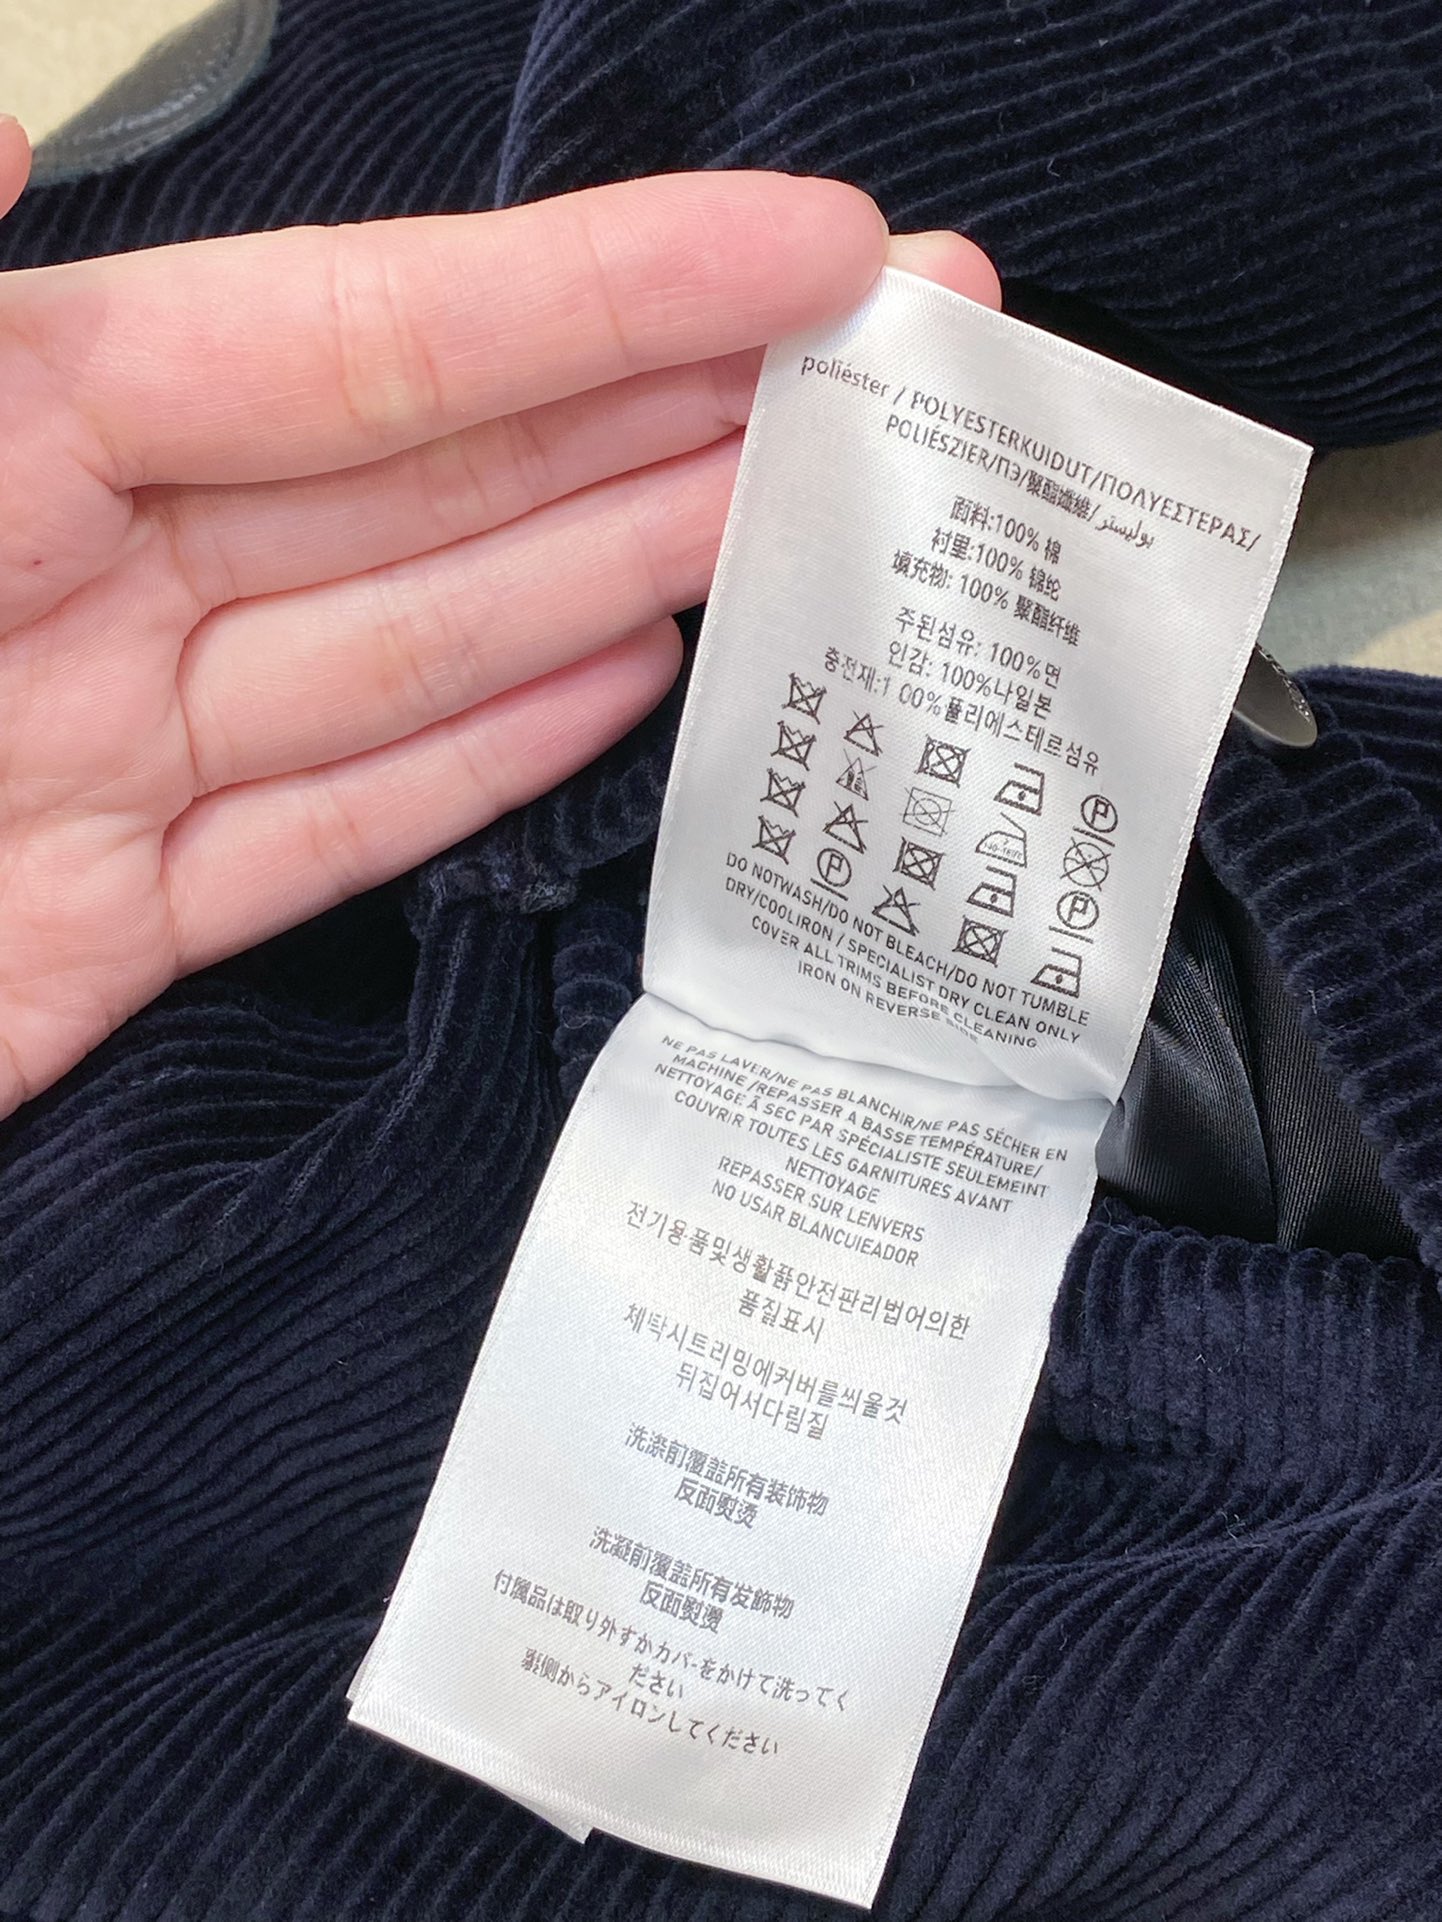 poliéster / POLYESTERKUIDUT/ΠΟΛΥΕΣΤΕΡΑΣ/
POLIÉSZIER/ПЭ/聚酯纖維/بوليستر
面料:100% 棉
衬里:100% 锦纶
填充物: 100% 聚酯纤维
주된섬유: 100%면
인감: 100%나일본
충전재:1 00%폴리에스테르섬유
DO NOTWASH/DO NOT BLEACH/DO NOT TUMBLE
DRY/COOLIRON / SPECIALIST DRY CLEAN ONLY
COVER ALL TRIMS BEFORE CLEANING
IRON ON REVERSE SIDE
NE PAS LAVER/NE PAS BLANCHIR/NE PAS SÉCHER EN
MACHINE /REPASSER A BASSE TEMPÉRATURE/
NETTOYAGE Ã SEC PAR SPÉCIALISTE SEULEMEINT
COUVRIR TOUTES LES GARNITURES AVANT
NETTOYAGE
REPASSER SUR LENVERS
NO USAR BLANCUIEADOR
전기용품및생활품안전판리법어의한
품질표시
체탁시트리밍에커버를씌울것
뒤집어서다림질
洗滌前覆蓋所有装饰物
反面熨烫
前覆蓋所有发飾物
反面熨燙
付属品は取り外すかカバーをかけて洗ってく
ださい
裏側からアイロンしてください